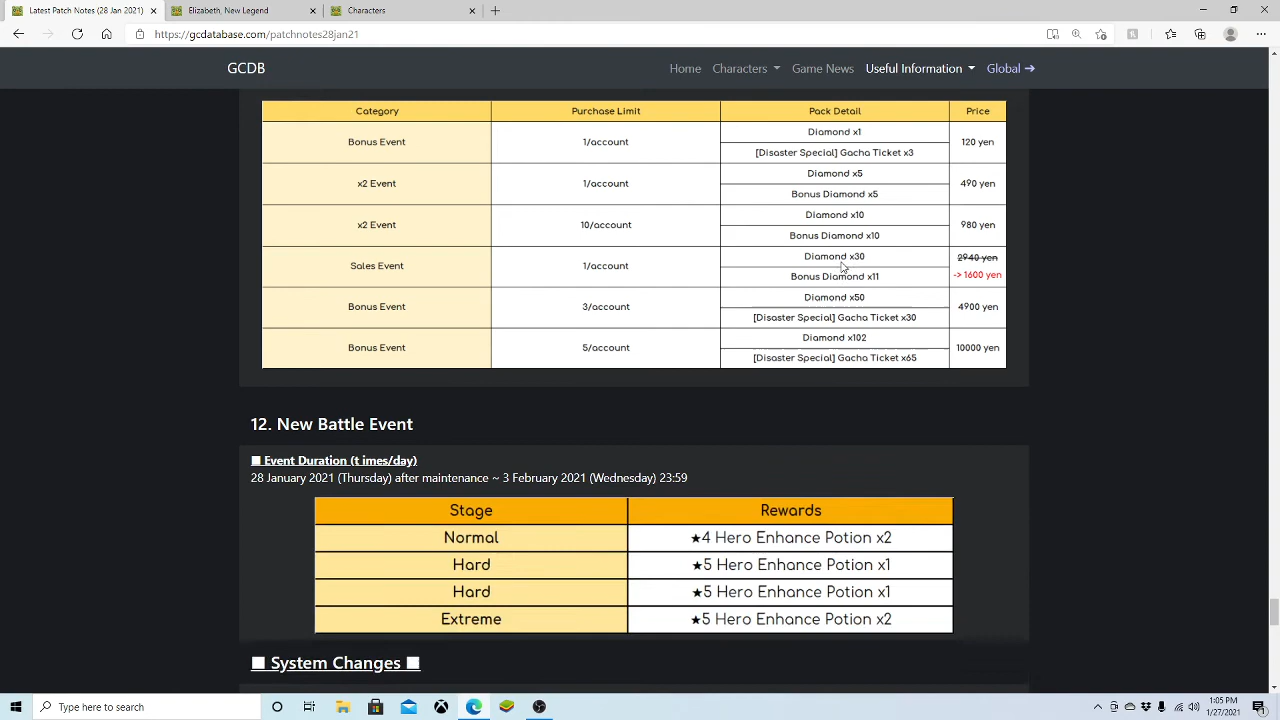 Latest Patch Notes (28 Jan 2021)
Elizabeth, New Legend
Characters
https://gcdatabase.com/patchnotes28jan21
GCDB
Home Characters Game News Useful Information Global ➔
Category Purchase Limit Pack Detail Price
Bonus Event 1/account Diamond x1 120 yen
[Disaster Special] Gacha Ticket x3
x2 Event 1/account Diamond x5 490 yen
Bonus Diamond x5
x2 Event 10/account Diamond x10 980 yen
Bonus Diamond x10
Sales Event 1/account Diamond x30 2940 yen
Bonus Diamond x11 -> 1600 yen
Bonus Event 3/account Diamond x50 4900 yen
[Disaster Special] Gacha Ticket x30
Bonus Event 5/account Diamond x102 10000 yen
[Disaster Special] Gacha Ticket x65
12. New Battle Event
■ Event Duration (t imes/day)
28 January 2021 (Thursday) after maintenance ~ 3 February 2021 (Wednesday) 23:59
Stage Rewards
Normal ★4 Hero Enhance Potion x2
Hard ★5 Hero Enhance Potion x1
Hard ★5 Hero Enhance Potion x1
Extreme ★5 Hero Enhance Potion x2
■ System Changes ■
Type here to search
1:05 PM
1/27/2021